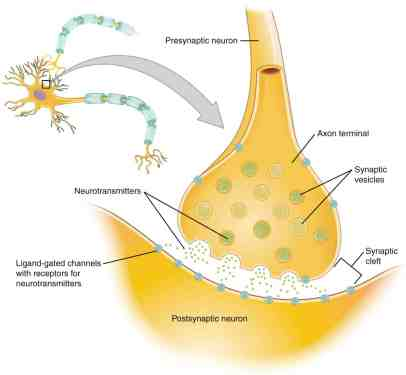 Presynaptic neuron
Axon terminal
Synaptic
vesicles
Neurotransmitters
Synaptic
cleft
Ligand-gated channels
with receptors for
neurotransmitters
Postsynaptic neuron